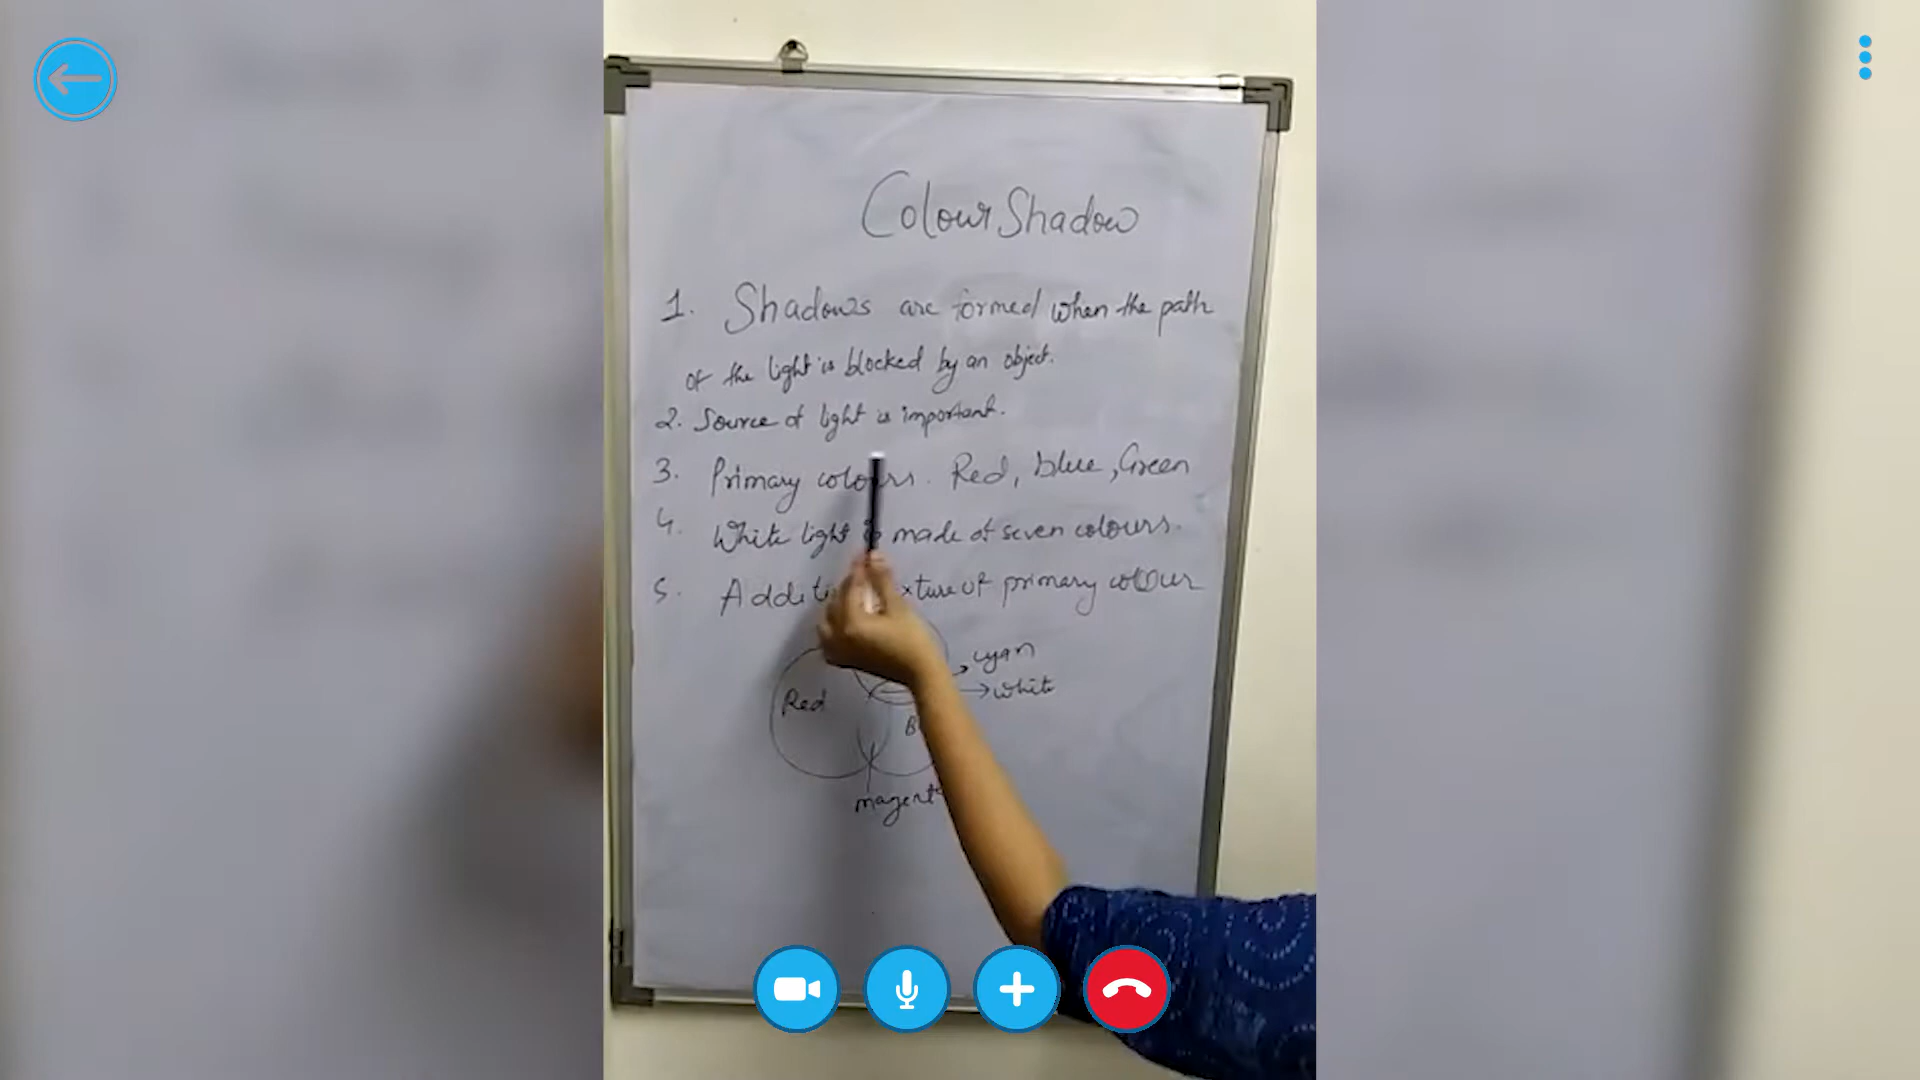 Colour Shadow
1. Shadows are formed when the path
of the light is blocked by an object.
2. Source of light is important.
3. Primary colours. Red, blue, Green
4. White light is made of seven colours.
5. of primary colour
cyan
Red
white
magenta